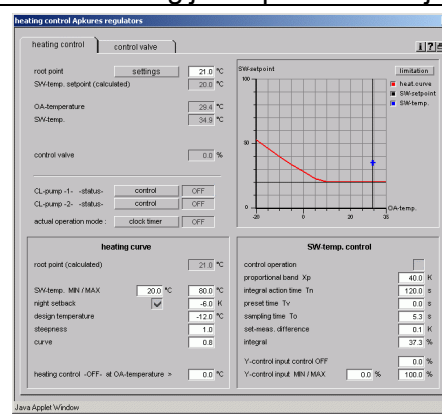 heating control Apkures regulators
heating control
control valve
root point settings 21.0 °C
SW-temp. setpoint (calculated) 20.0 °C
OA-temperature 29.4 °C
SW-temp. 34.9 °C
control valve 0.0 %
CL-pump -1- -status- control OFF
CL-pump -2- -status- control OFF
actual operation mode : clock timer OFF
SW-setpoint
limitation
heat.curve
SW-setpoint
SW-temp.
100
50
0
-20 0 20 35
OA-temp.
heating curve
root point (calculated) 21.0 °C
SW-temp. MIN / MAX 20.0 °C 80.0 °C
night setback -6.0 K
design temperature -12.0 °C
steepness 1.0
curve 0.8
heating control -OFF- at OA-temperature > 0.0 °C
SW-temp. control
control operation
proportional band Xp 40.0 K
integral action time Tn 120.0 s
preset time Tv 0.0 s
sampling time To 5.3 s
set-meas. difference 0.1 K
integral 37.3 %
Y-control input control OFF 0.0 %
Y-control input MIN / MAX 0.0 % 100.0 %
Java Applet Window